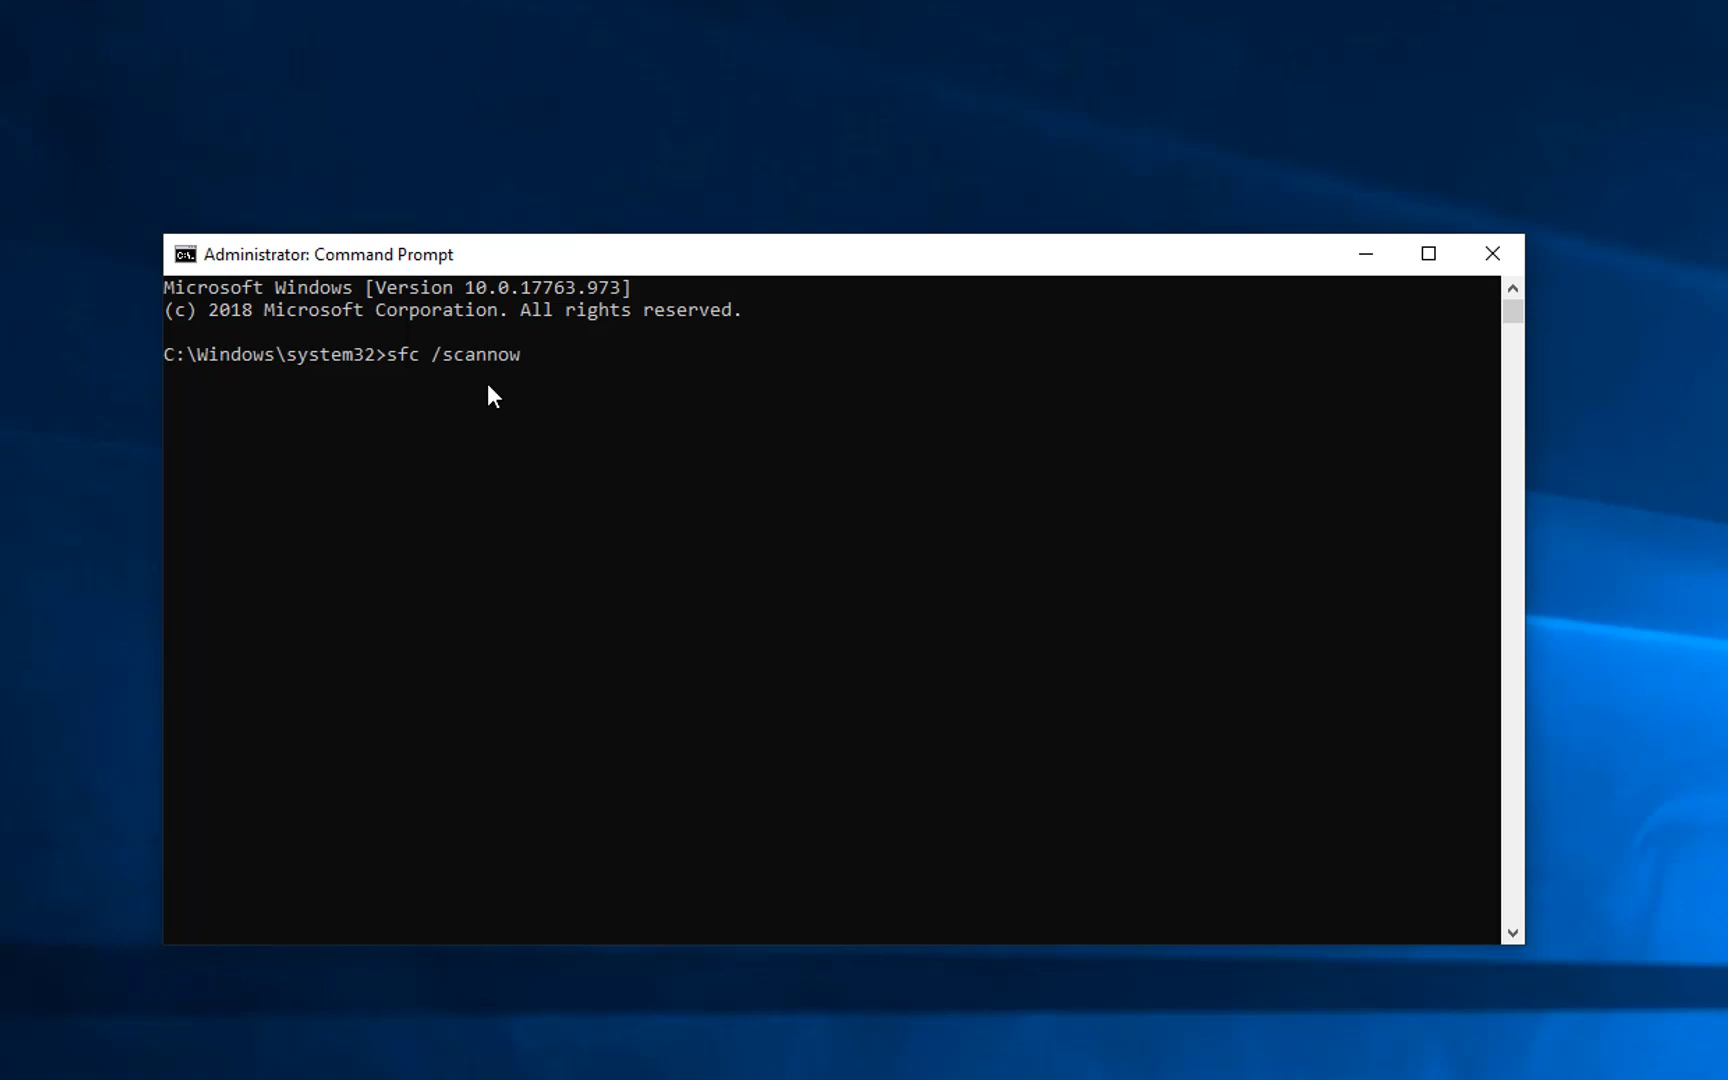 Administrator: Command Prompt
Microsoft Windows [Version 10.0.17763.973]
(c) 2018 Microsoft Corporation. All rights reserved.
C:\Windows\system32>sfc /scannow